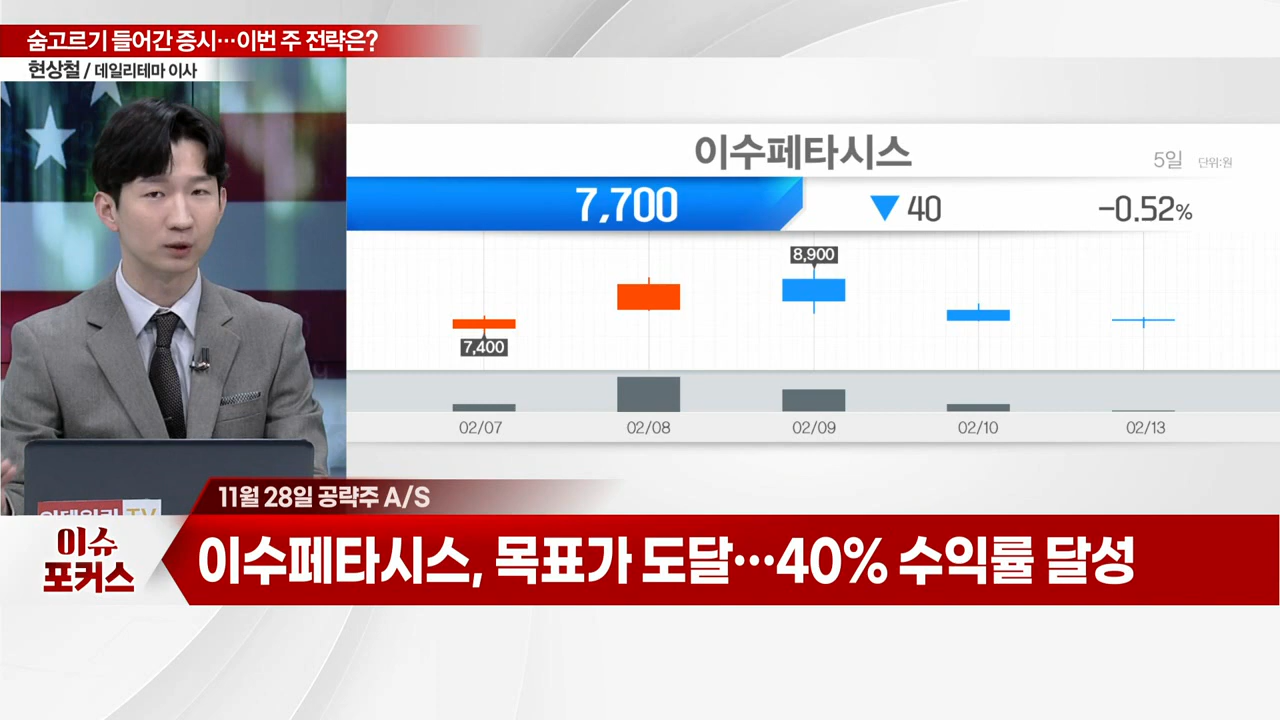 숨고르기 들어간 증시…이번 주 전략은?
현상철 / 데일리테마 이사
이수페타시스
5일 단위:원
7,700 ▼ 40 -0.52%
8,900
7,400
02/07 02/08 02/09 02/10 02/13
11월 28일 공략주 A/S
이슈
포커스
이수페타시스, 목표가 도달…40% 수익률 달성